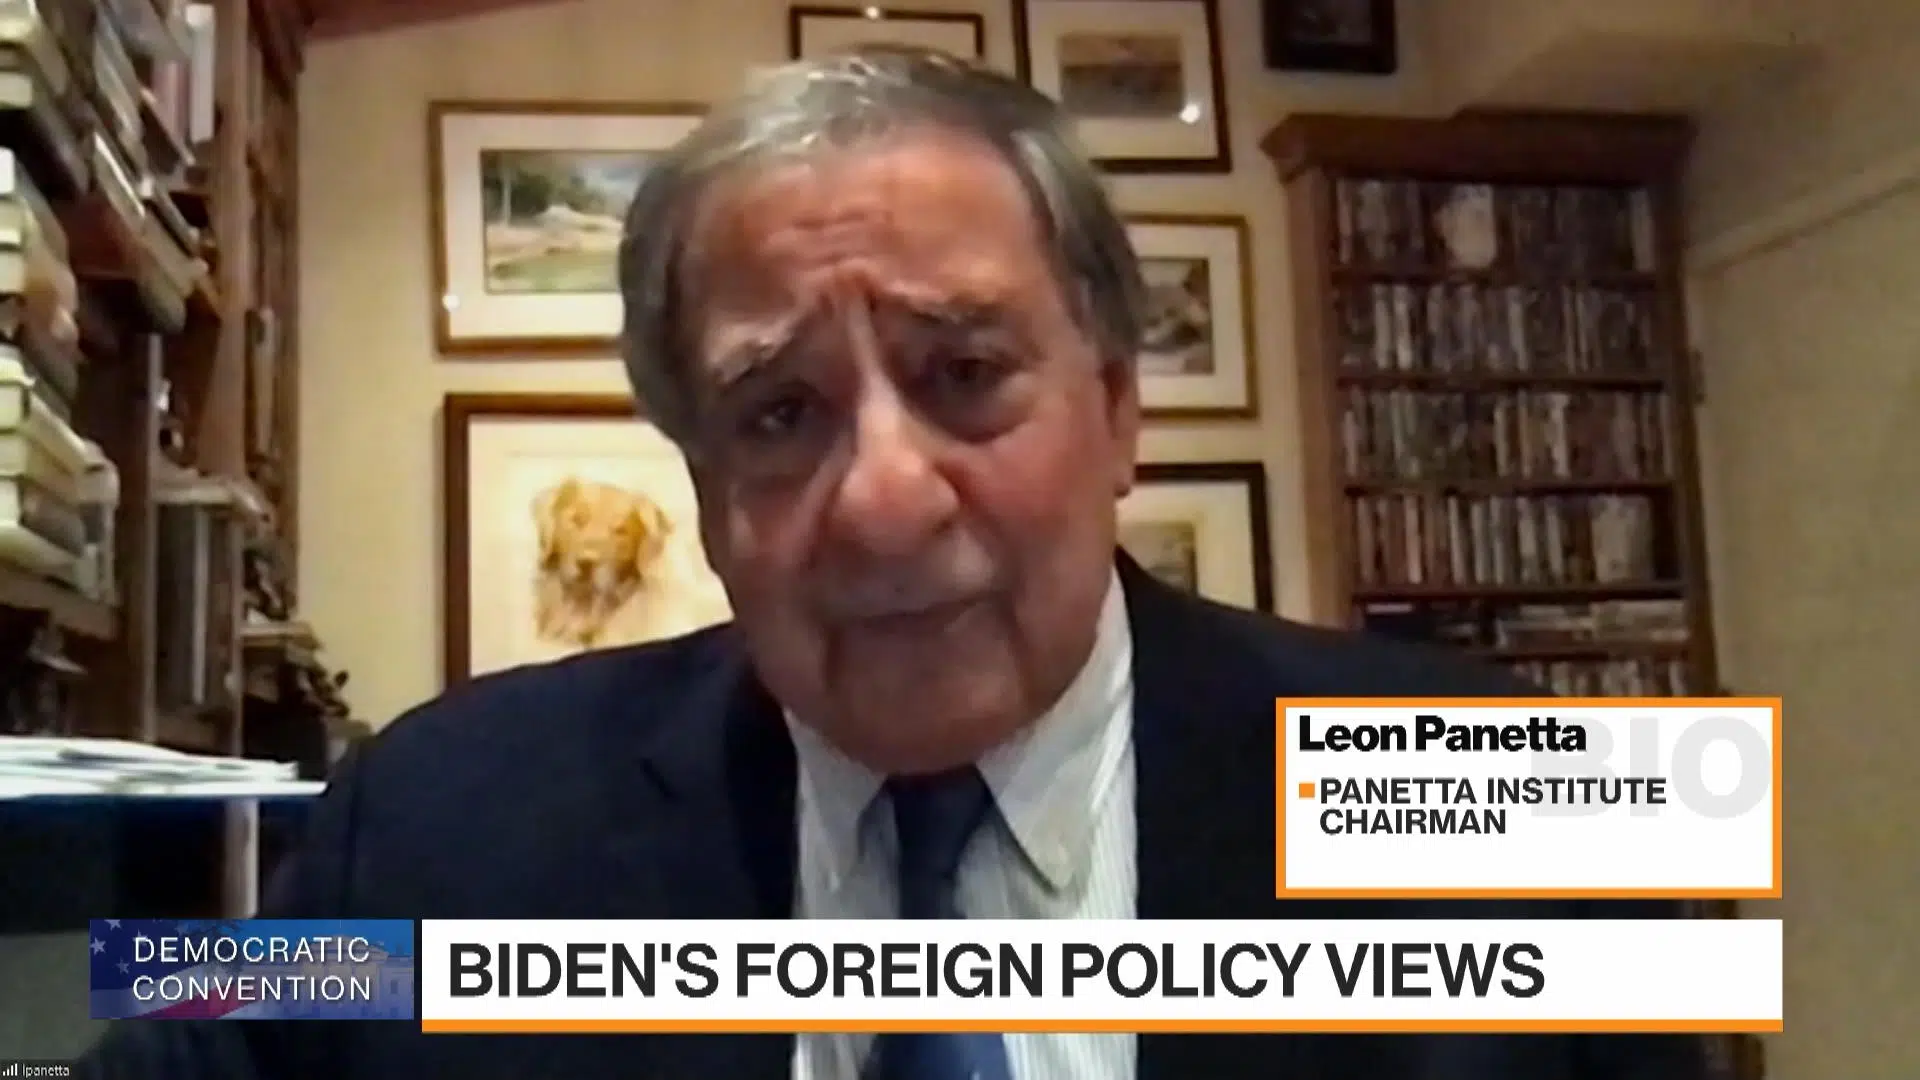 Leon Panetta
BIO
PANETTA INSTITUTE
CHAIRMAN
DEMOCRATIC
CONVENTION
BIDEN'S FOREIGN POLICY VIEWS
lpanetta